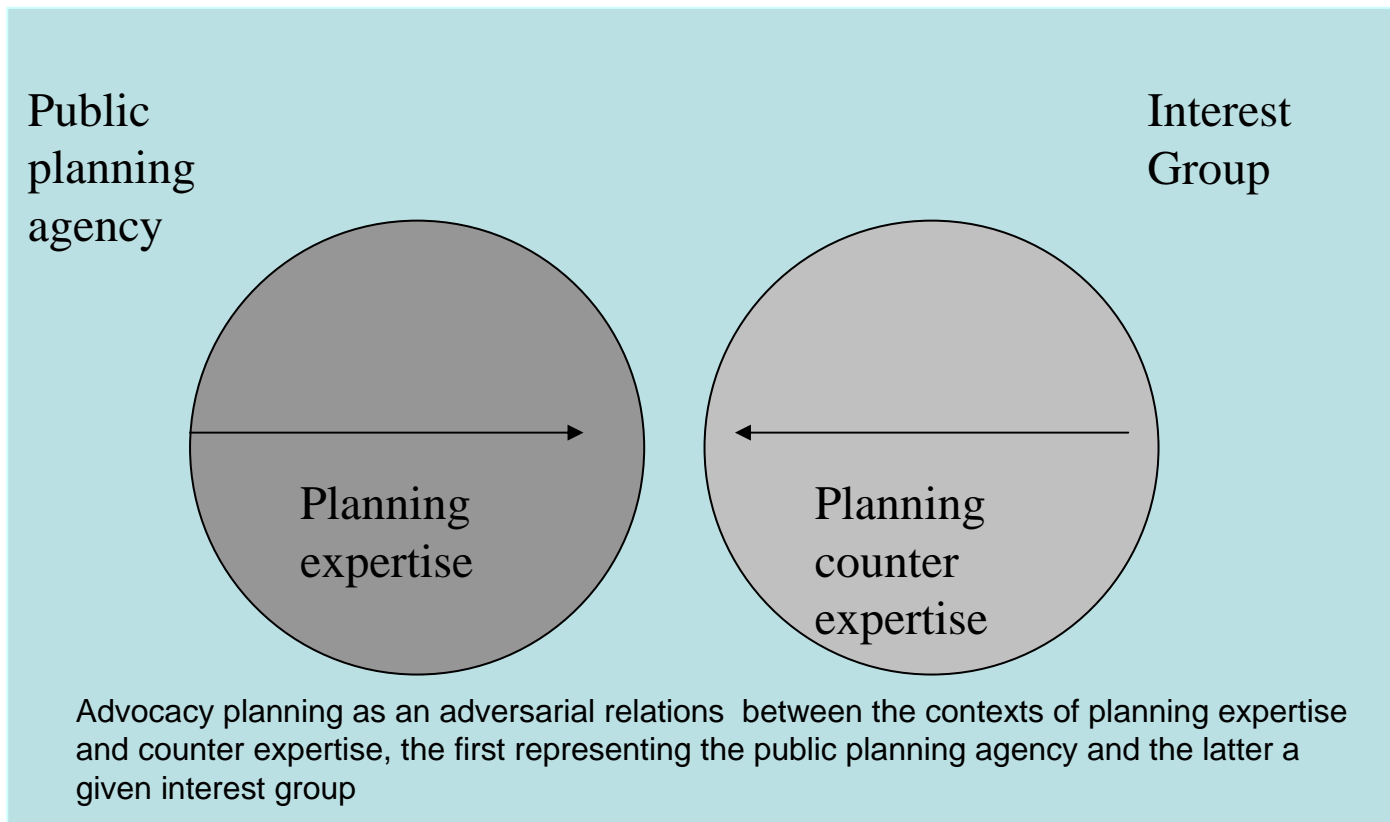 Public
planning
agency
Interest
Group
Planning
expertise
Planning
counter
expertise
Advocacy planning as an adversarial relations  between the contexts of planning expertise
and counter expertise, the first representing the public planning agency and the latter a
given interest group